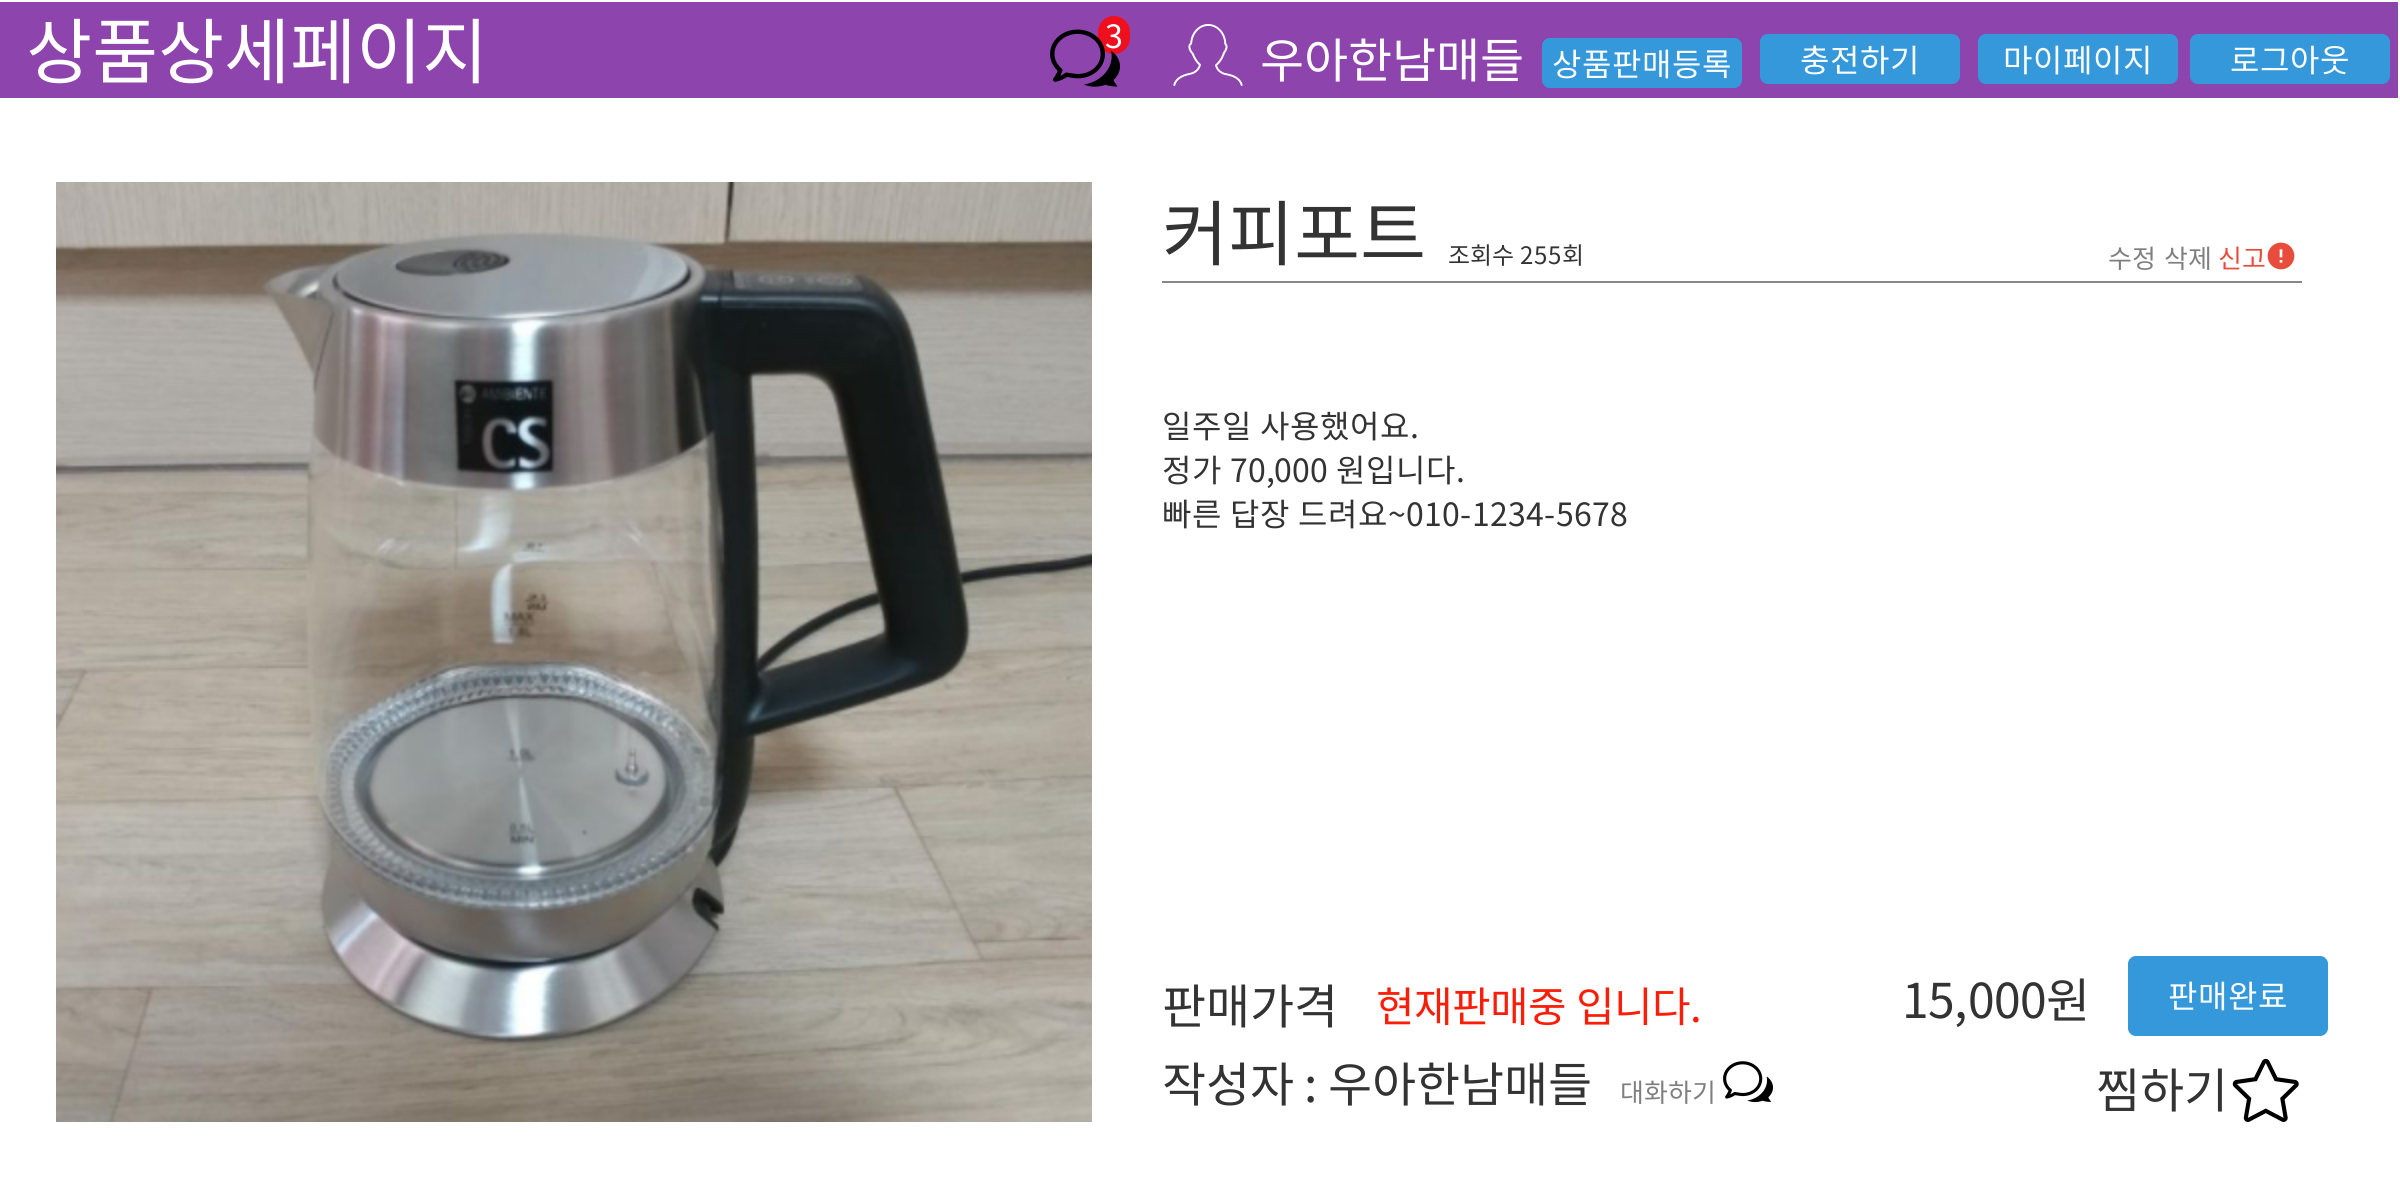 상품상세페이지
3
우아한남매들
상품판매등록
충전하기
마이페이지
로그아웃
커피포트 조회수 255회
수정 삭제 신고
AMBIENTE
CS
MAX
MIN
일주일 사용했어요.
정가 70,000 원입니다.
빠른 답장 드려요~010-1234-5678
판매가격 현재판매중 입니다. 15,000원 판매완료
작성자 : 우아한남매들 대화하기 찜하기